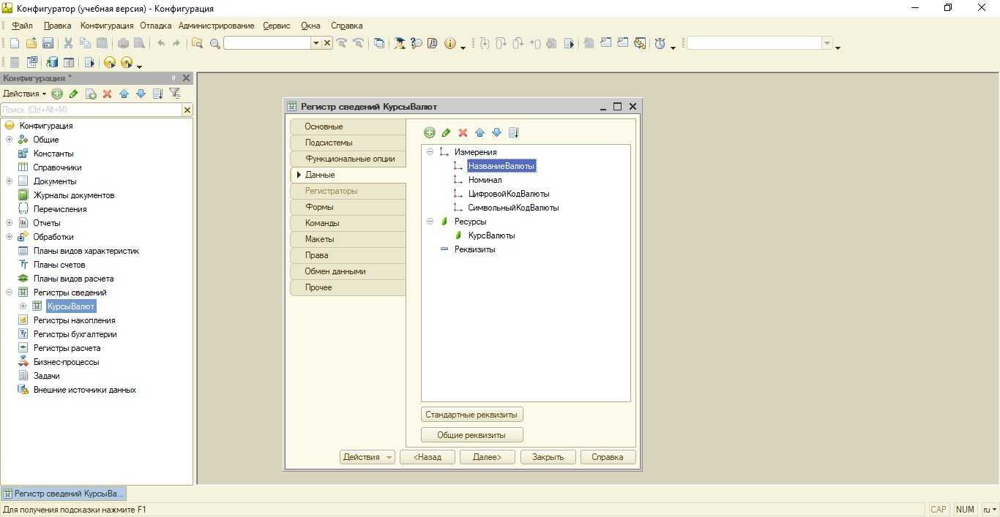 Конфигуратор (учебная версия) - Конфигурация
Файл Правка Конфигурация Отладка Администрирование Сервис Окна Справка
Конфигурация *
Действия
Поиск (Ctrl+Alt+M)
Конфигурация
Общие
Константы
Справочники
Документы
Журналы документов
Перечисления
Отчеты
Обработки
Планы видов характеристик
Планы счетов
Планы видов расчета
Регистры сведений
КурсыВалют
Регистры накопления
Регистры бухгалтерии
Регистры расчета
Бизнес-процессы
Задачи
Внешние источники данных
Регистр сведений КурсыВалют
Основные
Подсистемы
Функциональные опции
Данные
Регистраторы
Формы
Команды
Макеты
Права
Обмен данными
Прочее
Измерения
НазваниеВалюты
Номинал
ЦифровойКодВалюты
СимвольныйКодВалюты
Ресурсы
КурсВалюты
Реквизиты
Стандартные реквизиты
Общие реквизиты
Действия <Назад Далее> Закрыть Справка
Регистр сведений КурсыВа...
Для получения подсказки нажмите F1
CAP NUM ru